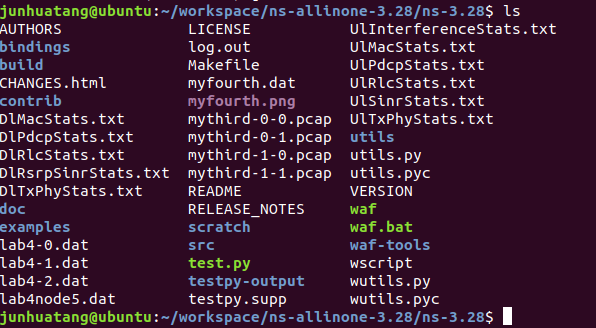 junhuatang@ubuntu:~/workspace/ns-allinone-3.28/ns-3.28$ ls
AUTHORS LICENSE UlInterferenceStats.txt
bindings log.out UlMacStats.txt
build Makefile UlPdcpStats.txt
CHANGES.html myfourth.dat UlRlcStats.txt
contrib myfourth.png UlSinrStats.txt
DlMacStats.txt mythird-0-0.pcap UlTxPhyStats.txt
DlPdcpStats.txt mythird-0-1.pcap utils
DlRlcStats.txt mythird-1-0.pcap utils.py
DlRsrpSinrStats.txt mythird-1-1.pcap utils.pyc
DlTxPhyStats.txt README VERSION
doc RELEASE_NOTES waf
examples scratch waf.bat
lab4-0.dat src waf-tools
lab4-1.dat test.py wscript
lab4-2.dat testpy-output wutils.py
lab4node5.dat testpy.supp wutils.pyc
junhuatang@ubuntu:~/workspace/ns-allinone-3.28/ns-3.28$